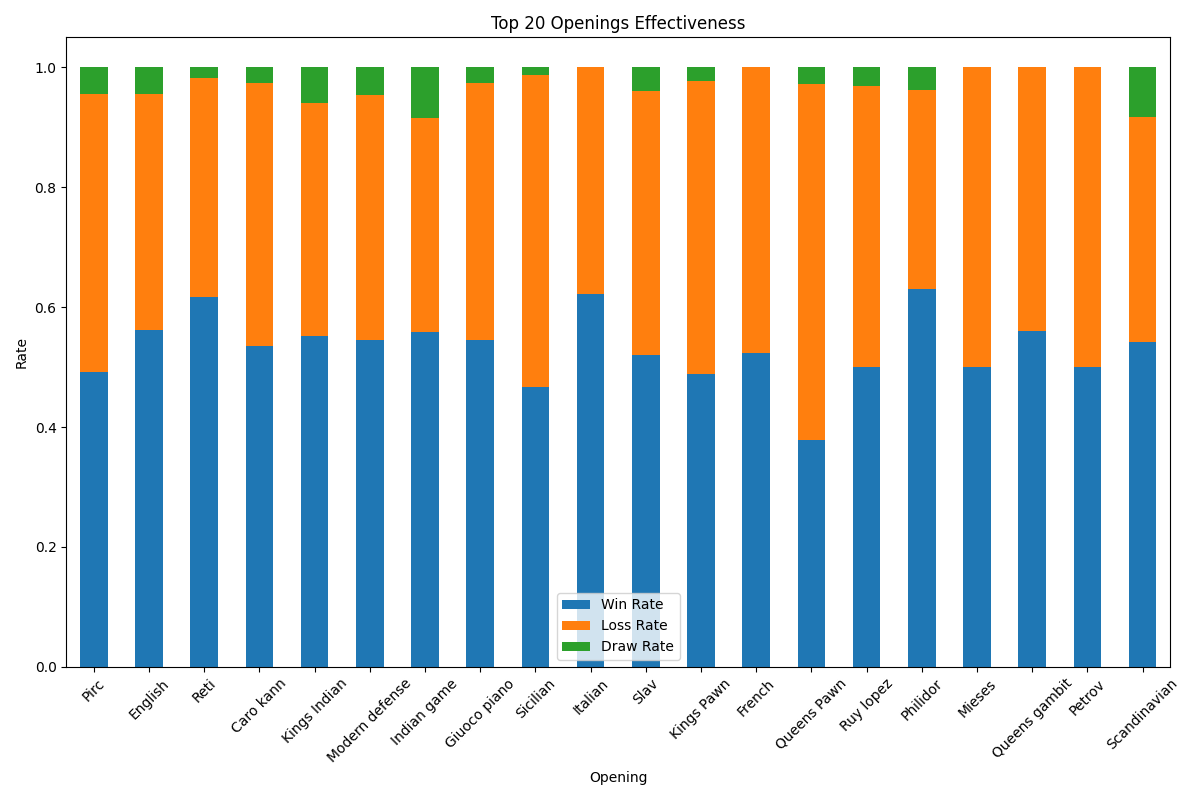 Top 20 Openings Effectiveness
1.0
0.8
0.6
0.4
0.2
0.0
Rate
Win Rate
Loss Rate
Draw Rate
Pirc
English
Reti
Caro kann
Kings Indian
Modern defense
Indian game
Giuoco piano
Sicilian
Italian
Slav
Kings Pawn
French
Queens Pawn
Ruy lopez
Philidor
Mieses
Queens gambit
Petrov
Scandinavian
Opening